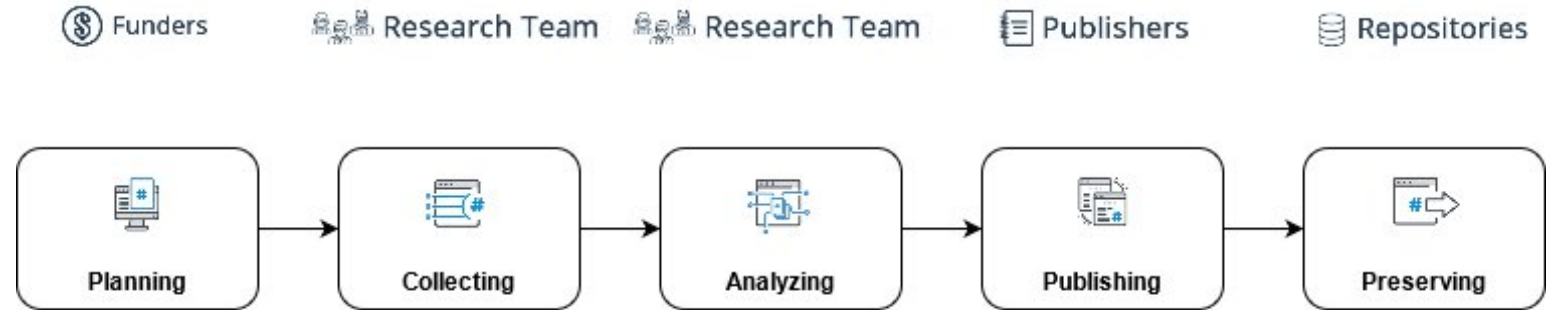 Funders
Research Team
Research Team
Publishers
Repositories
#
#
#
#
Planning
Collecting
Analyzing
Publishing
Preserving